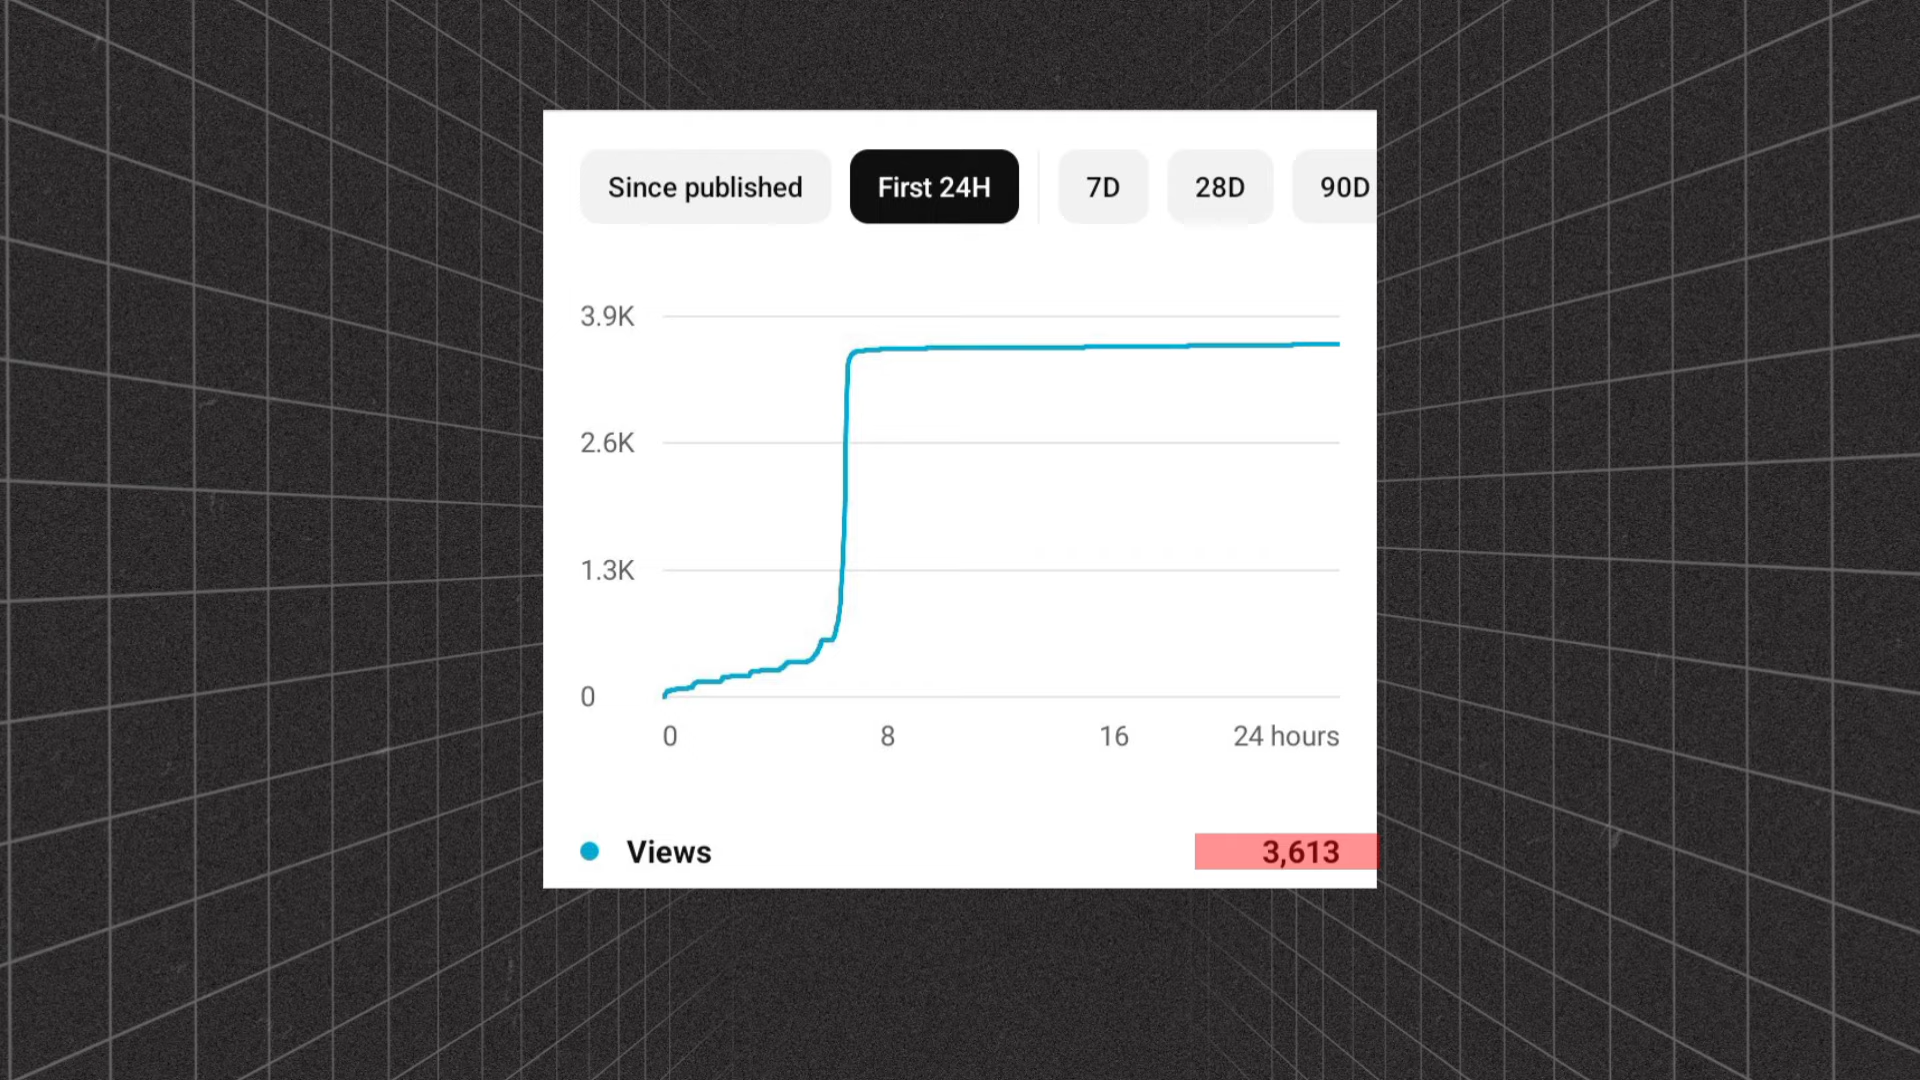 Since published First 24H 7D 28D 90D
3.9K
2.6K
1.3K
0
0 8 16 24 hours
Views 3,613